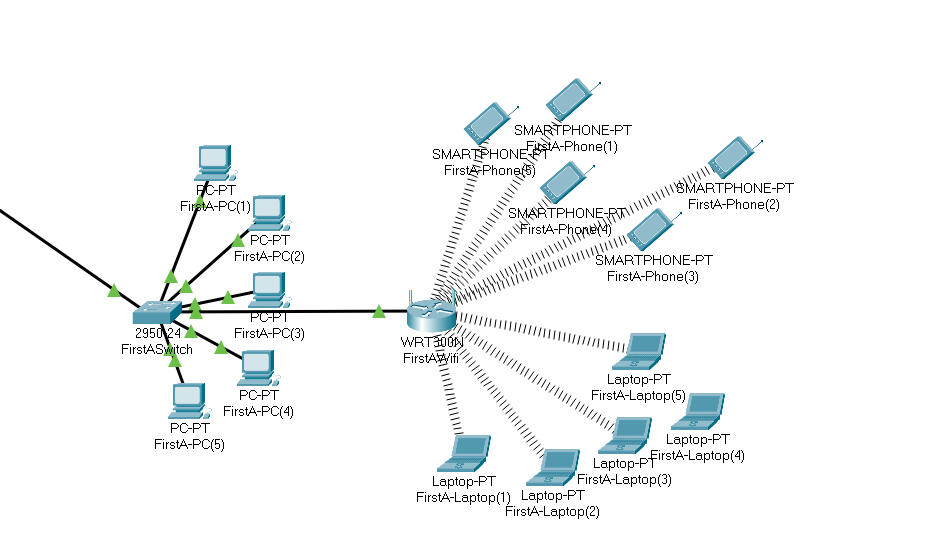 SMARTPHONE-PT
FirstA-Phone(1)
SMARTPHONE-PT
FirstA-Phone(5)
SMARTPHONE-PT
FirstA-Phone(2)
SMARTPHONE-PT
FirstA-Phone(4)
SMARTPHONE-PT
FirstA-Phone(3)
PC-PT
FirstA-PC(1)
PC-PT
FirstA-PC(2)
PC-PT
FirstA-PC(3)
2950-24
FirstASwitch
WRT300N
FirstAWifi
PC-PT
FirstA-PC(4)
PC-PT
FirstA-PC(5)
Laptop-PT
FirstA-Laptop(5)
Laptop-PT
FirstA-Laptop(4)
Laptop-PT
FirstA-Laptop(3)
Laptop-PT
FirstA-Laptop(1)
Laptop-PT
FirstA-Laptop(2)